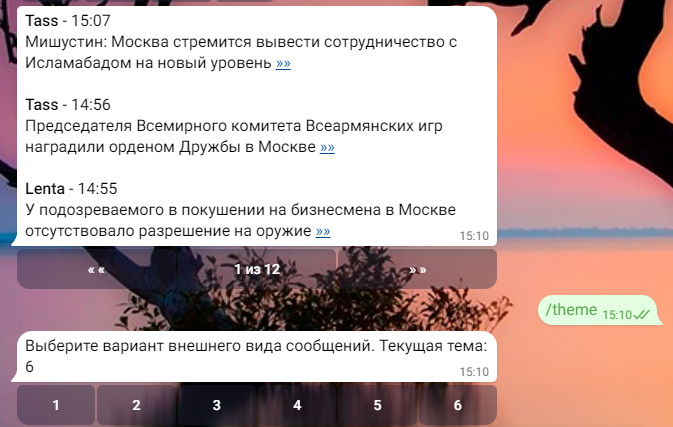 Tass - 15:07
Мишустин: Москва стремится вывести сотрудничество с
Исламабадом на новый уровень »»
Tass - 14:56
Председателя Всемирного комитета Всеармянских игр
наградили орденом Дружбы в Москве »»
Lenta - 14:55
У подозреваемого в покушении на бизнесмена в Москве
отсутствовало разрешение на оружие »»
15:10
« « 1 из 12 » »
/theme 15:10
Выберите вариант внешнего вида сообщений. Текущая тема:
6
15:10
1 2 3 4 5 6